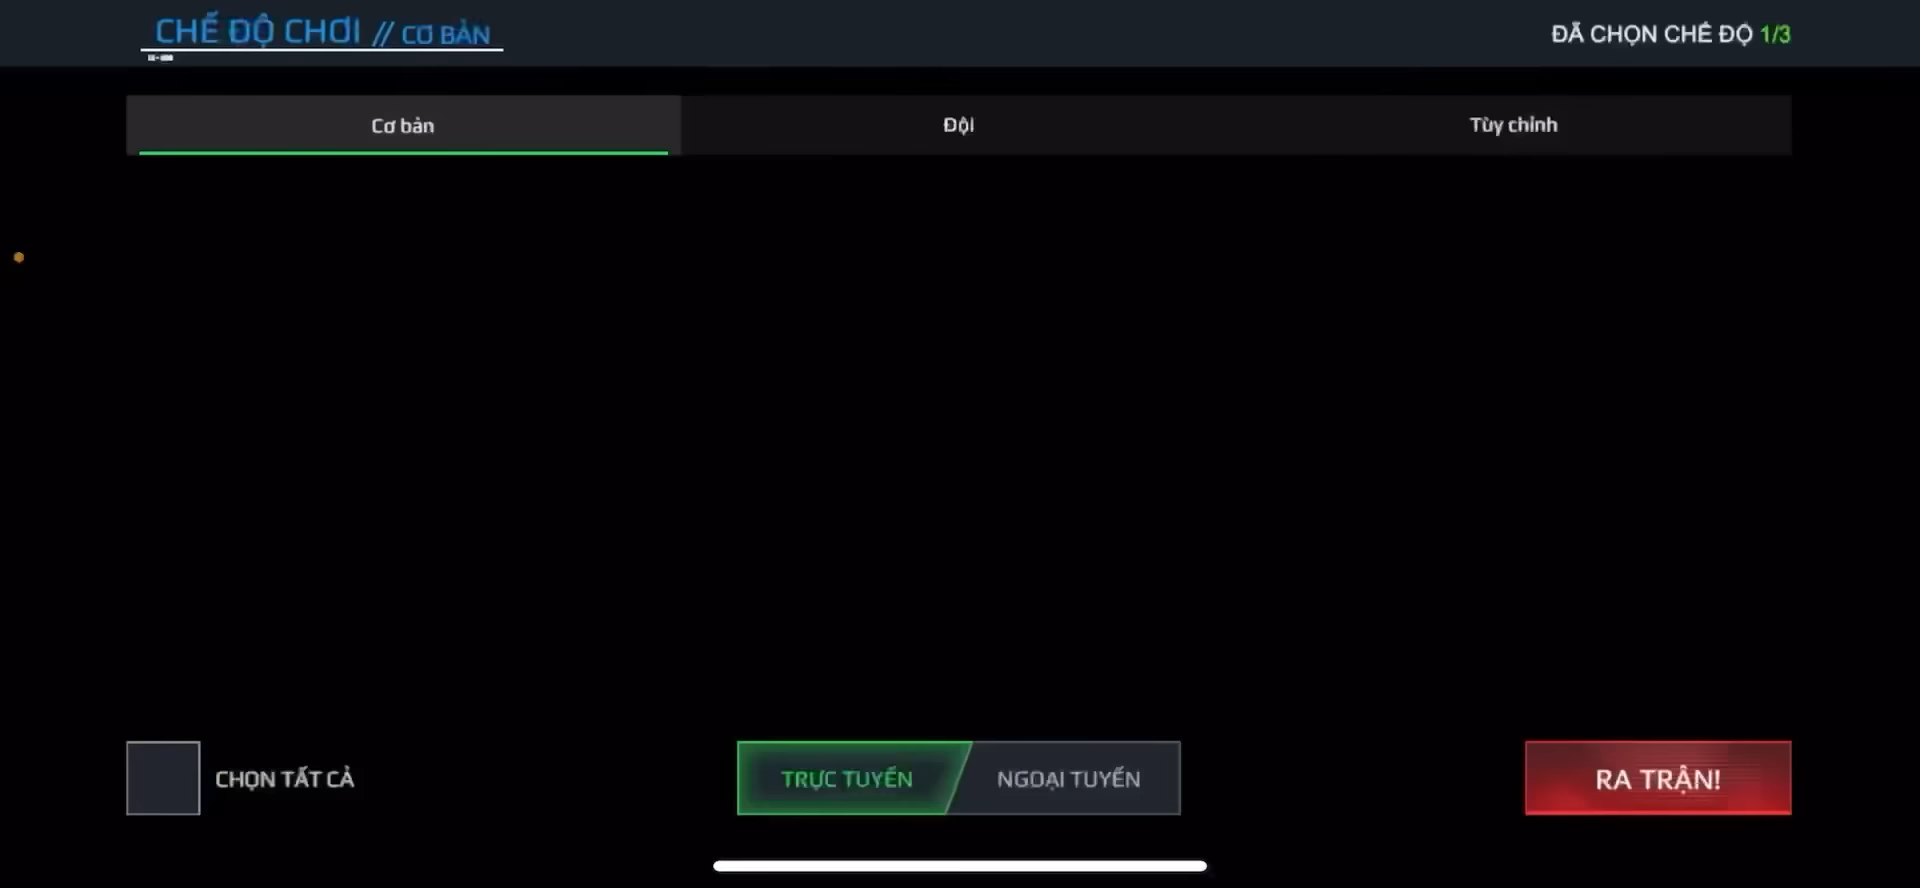 CHẾ ĐỘ CHƠI // CƠ BẢN
ĐÃ CHỌN CHẾ ĐỘ 1/3
Cơ bản
Đội
Tùy chỉnh
CHỌN TẤT CẢ
TRỰC TUYẾN
NGOẠI TUYẾN
RA TRẬN!